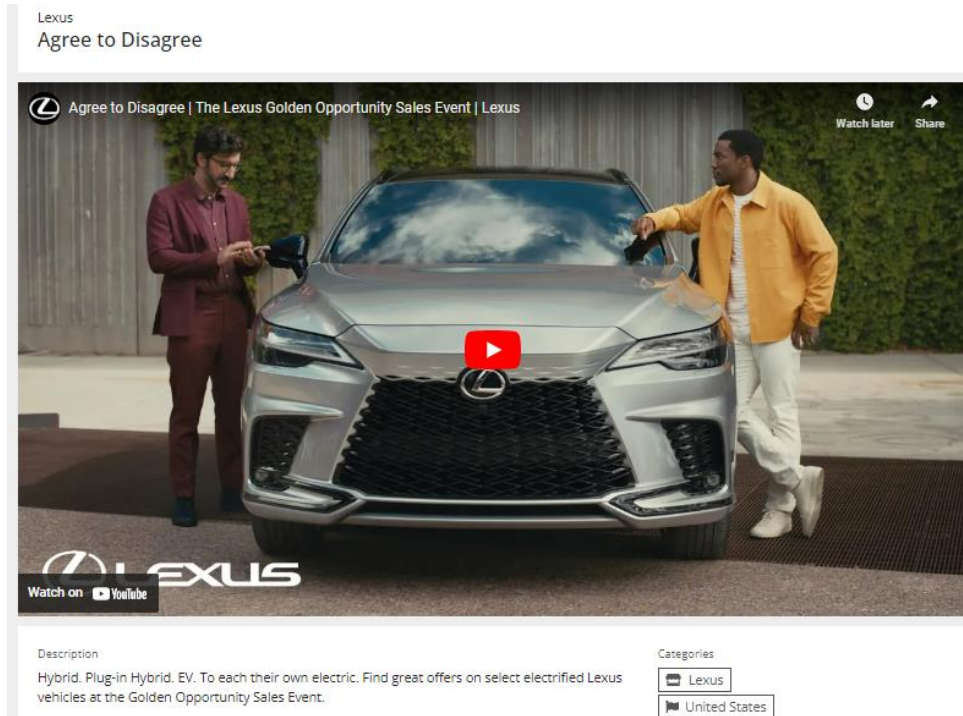 Lexus
Agree to Disagree
Agree to Disagree | The Lexus Golden Opportunity Sales Event | Lexus
Watch later
Share
LEXUS
Watch on YouTube
Description
Hybrid. Plug-in Hybrid. EV. To each their own electric. Find great offers on select electrified Lexus
vehicles at the Golden Opportunity Sales Event.
Categories
Lexus
United States